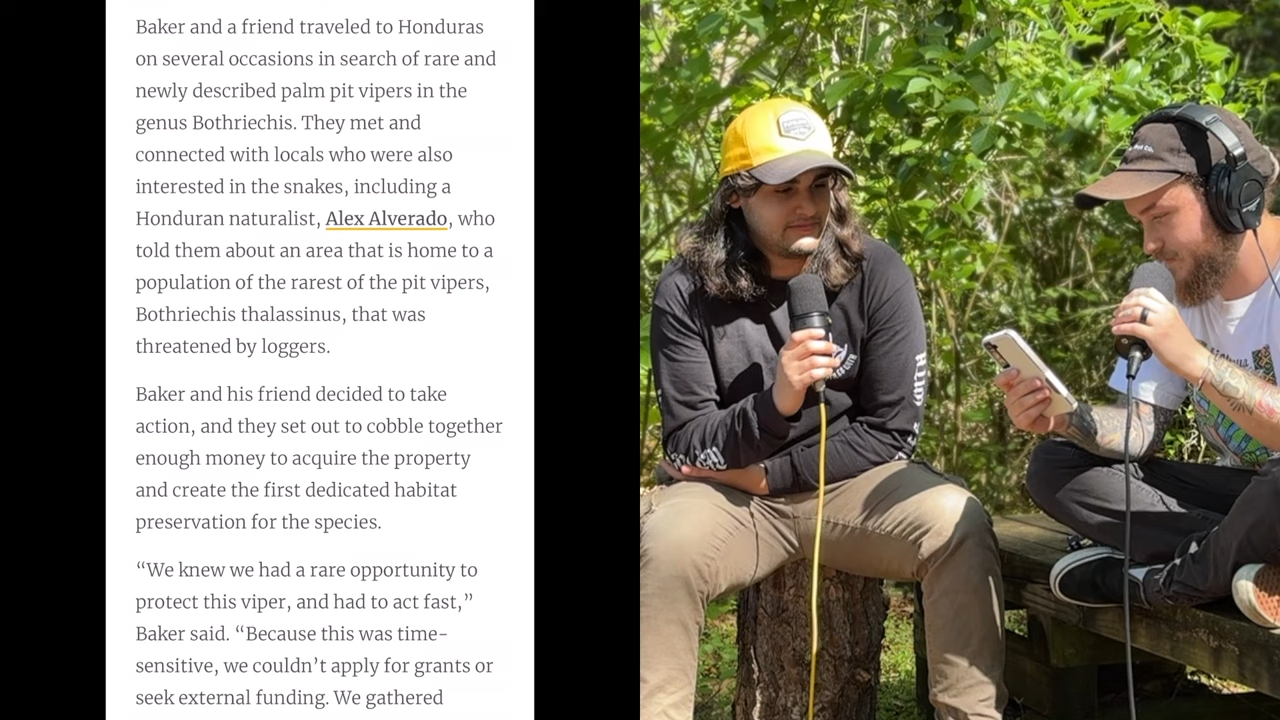 Baker and a friend traveled to Honduras
on several occasions in search of rare and
newly described palm pit vipers in the
genus Bothriechis. They met and
connected with locals who were also
interested in the snakes, including a
Honduran naturalist, Alex Alverado, who
told them about an area that is home to a
population of the rarest of the pit vipers,
Bothriechis thalassinus, that was
threatened by loggers.
Baker and his friend decided to take
action, and they set out to cobble together
enough money to acquire the property
and create the first dedicated habitat
preservation for the species.
“We knew we had a rare opportunity to
protect this viper, and had to act fast,”
Baker said. “Because this was time-
sensitive, we couldn’t apply for grants or
seek external funding. We gathered